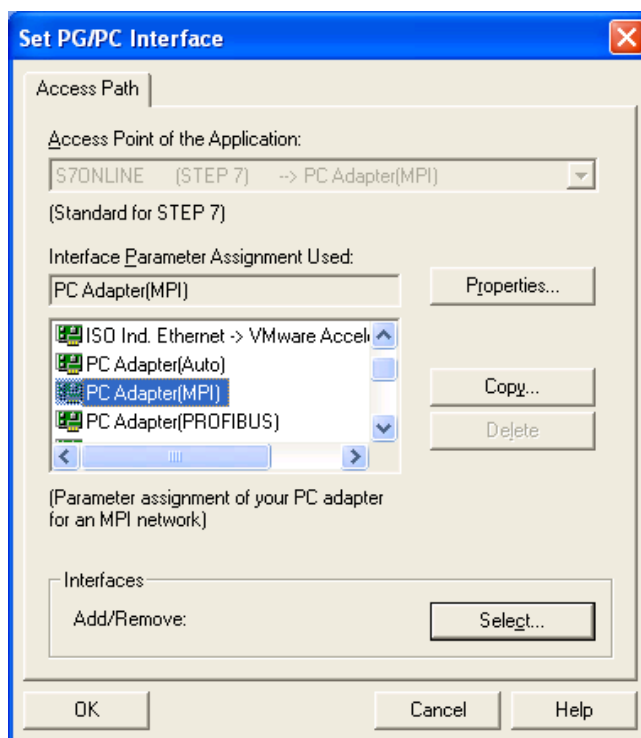 Set PG/PC Interface
Access Path
Access Point of the Application:
S7ONLINE (STEP 7) --> PC Adapter(MPI)
(Standard for STEP 7)
Interface Parameter Assignment Used:
PC Adapter(MPI)
Properties...
ISO Ind. Ethernet -> VMware Accel
PC Adapter(Auto)
PC Adapter(MPI)
PC Adapter(PROFIBUS)
Copy...
Delete
(Parameter assignment of your PC adapter
for an MPI network)
Interfaces
Add/Remove:
Select...
OK
Cancel
Help